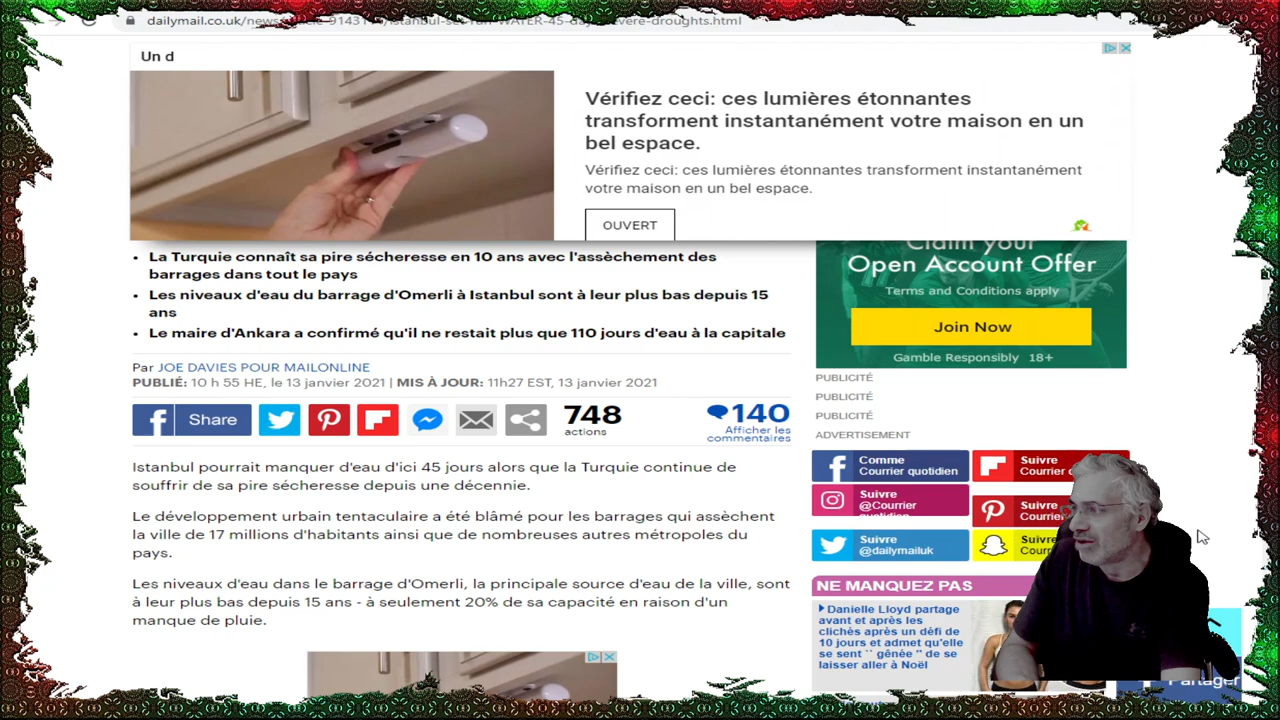 dailymail.co.uk/news
Un d
Vérifiez ceci: ces lumières étonnantes
transforment instantanément votre maison en un
bel espace.
Vérifiez ceci: ces lumières étonnantes transforment instantanément
votre maison en un bel espace.
OUVERT
• La Turquie connaît sa pire sécheresse en 10 ans avec l'assèchement des
barrages dans tout le pays
• Les niveaux d'eau du barrage d'Omerli à Istanbul sont à leur plus bas depuis 15
ans
• Le maire d'Ankara a confirmé qu'il ne restait plus que 110 jours d'eau à la capitale
Par JOE DAVIES POUR MAILONLINE
PUBLIÉ: 10 h 55 HE, le 13 janvier 2021 | MIS À JOUR: 11h27 EST, 13 janvier 2021
Share
748
actions
140
Afficher les
commentaires
Istanbul pourrait manquer d'eau d'ici 45 jours alors que la Turquie continue de
souffrir de sa pire sécheresse depuis une décennie.
Le développement urbain tentaculaire a été blâmé pour les barrages qui assèchent
la ville de 17 millions d'habitants ainsi que de nombreuses autres métropoles du
pays.
Les niveaux d'eau dans le barrage d'Omerli, la principale source d'eau de la ville, sont
à leur plus bas depuis 15 ans - à seulement 20% de sa capacité en raison d'un
manque de pluie.
Claim your
Open Account Offer
Terms and Conditions apply
Join Now
Gamble Responsibly 18+
PUBLICITÉ
PUBLICITÉ
PUBLICITÉ
ADVERTISEMENT
Comme
Courrier quotidien
Suivre
Suivre
@Courrier
quotidien
Suivre
Suivre
@dailymailuk
Suivre
NE MANQUEZ PAS
Danielle Lloyd partage
avant et après les
clichés après un défi de
10 jours et admet qu'elle
se sent `` gênée '' de se
laisser aller à Noël
Partager